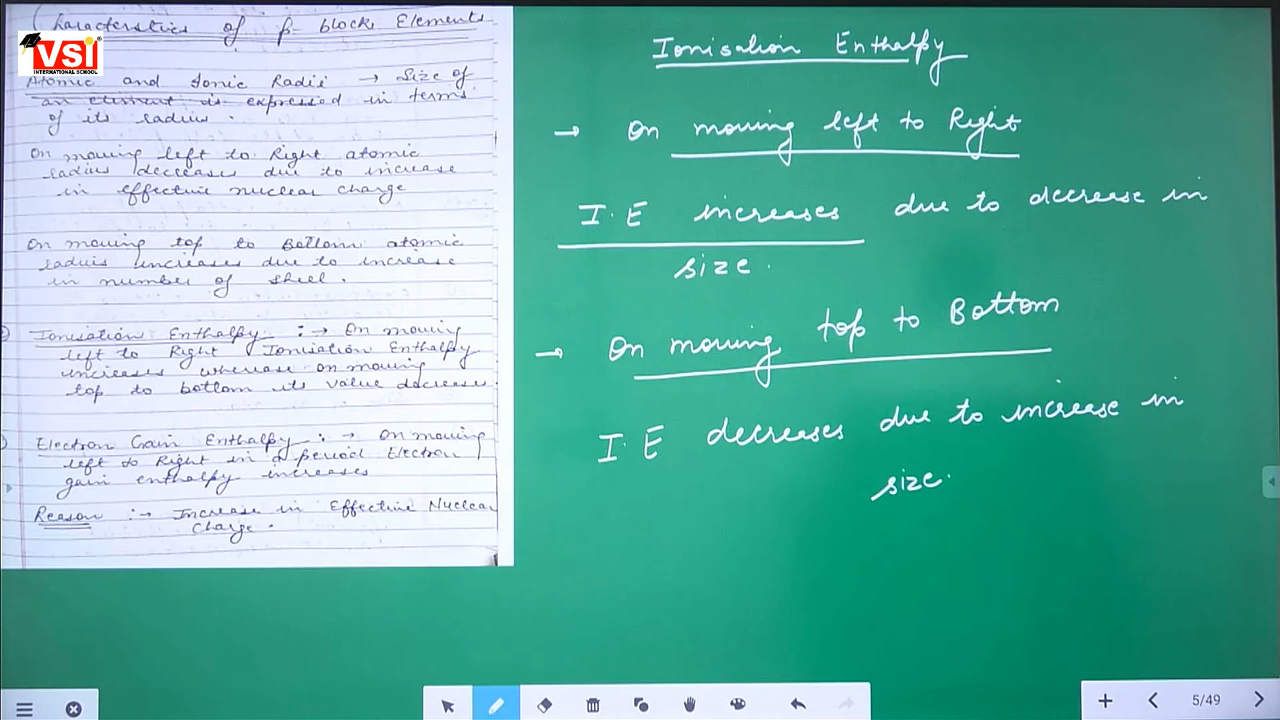 Characterstics of p- block Elements
VSI
INTERNATIONAL SCHOOL
Atomic and Ionic Radii → Size of
an element is expressed in terms
of its radius.
On moving left to Right atomic
radius decreases due to increase
in effective nuclear charge
On moving top to Bottom atomic
raduis increases due to increase
in number of shell.
Ionisation Enthalpy :→ On moving
left to Right Ionisation Enthalpy
increases wherease on moving
top to bottom its value decreases.
Electron Gain Enthalpy :→ On moving
left to Right in a period Electron
gain enthalpy increases
Reason :→ Increase in Effective Nuclear
Charge.
Ionisation Enthalpy
→ On moving left to Right
I.E increases due to decrease in
size.
→ On moving top to Bottom
I.E decreases due to increase in
size.
5/49